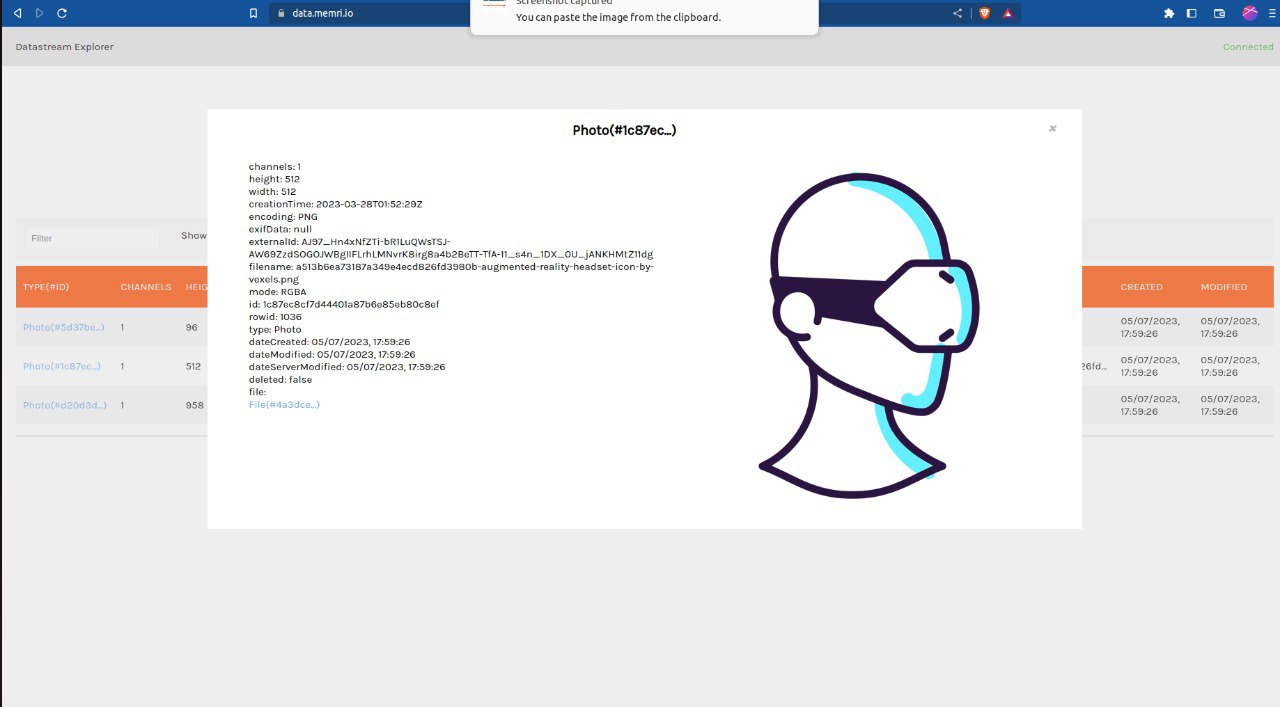 data.memri.io
Screenshot captured
You can paste the image from the clipboard.
Datastream Explorer
Connected
Photo(#1c87ec...)
×
channels: 1
height: 512
width: 512
creationTime: 2023-03-28T01:52:29Z
encoding: PNG
exifData: null
externalId: AJ97_Hn4xNfZTi-bR1LuQWsTSJ-
AW69ZzdSOG0JWBgIIFLrhLMNvrK8irg8a4b2BeTT-TfA-11_s4n_1DX_0U_jANKHMtZ11dg
filename: a513b6ea73187a349e4ecd826fd3980b-augmented-reality-headset-icon-by-
vexels.png
mode: RGBA
id: 1c87ec8cf7d44401a87b6e85eb80c8ef
rowid: 1036
type: Photo
dateCreated: 05/07/2023, 17:59:26
dateModified: 05/07/2023, 17:59:26
dateServerModified: 05/07/2023, 17:59:26
deleted: false
file:
File(#4a3dce...)
Filter
Show
TYPE(#ID) CHANNELS HEIG CREATED MODIFIED
Photo(#5d37be...) 1 96 05/07/2023, 05/07/2023,
17:59:26 17:59:26
Photo(#1c87ec...) 1 512 26fd... 05/07/2023, 05/07/2023,
17:59:26 17:59:26
Photo(#d20d3d...) 1 958 05/07/2023, 05/07/2023,
17:59:26 17:59:26